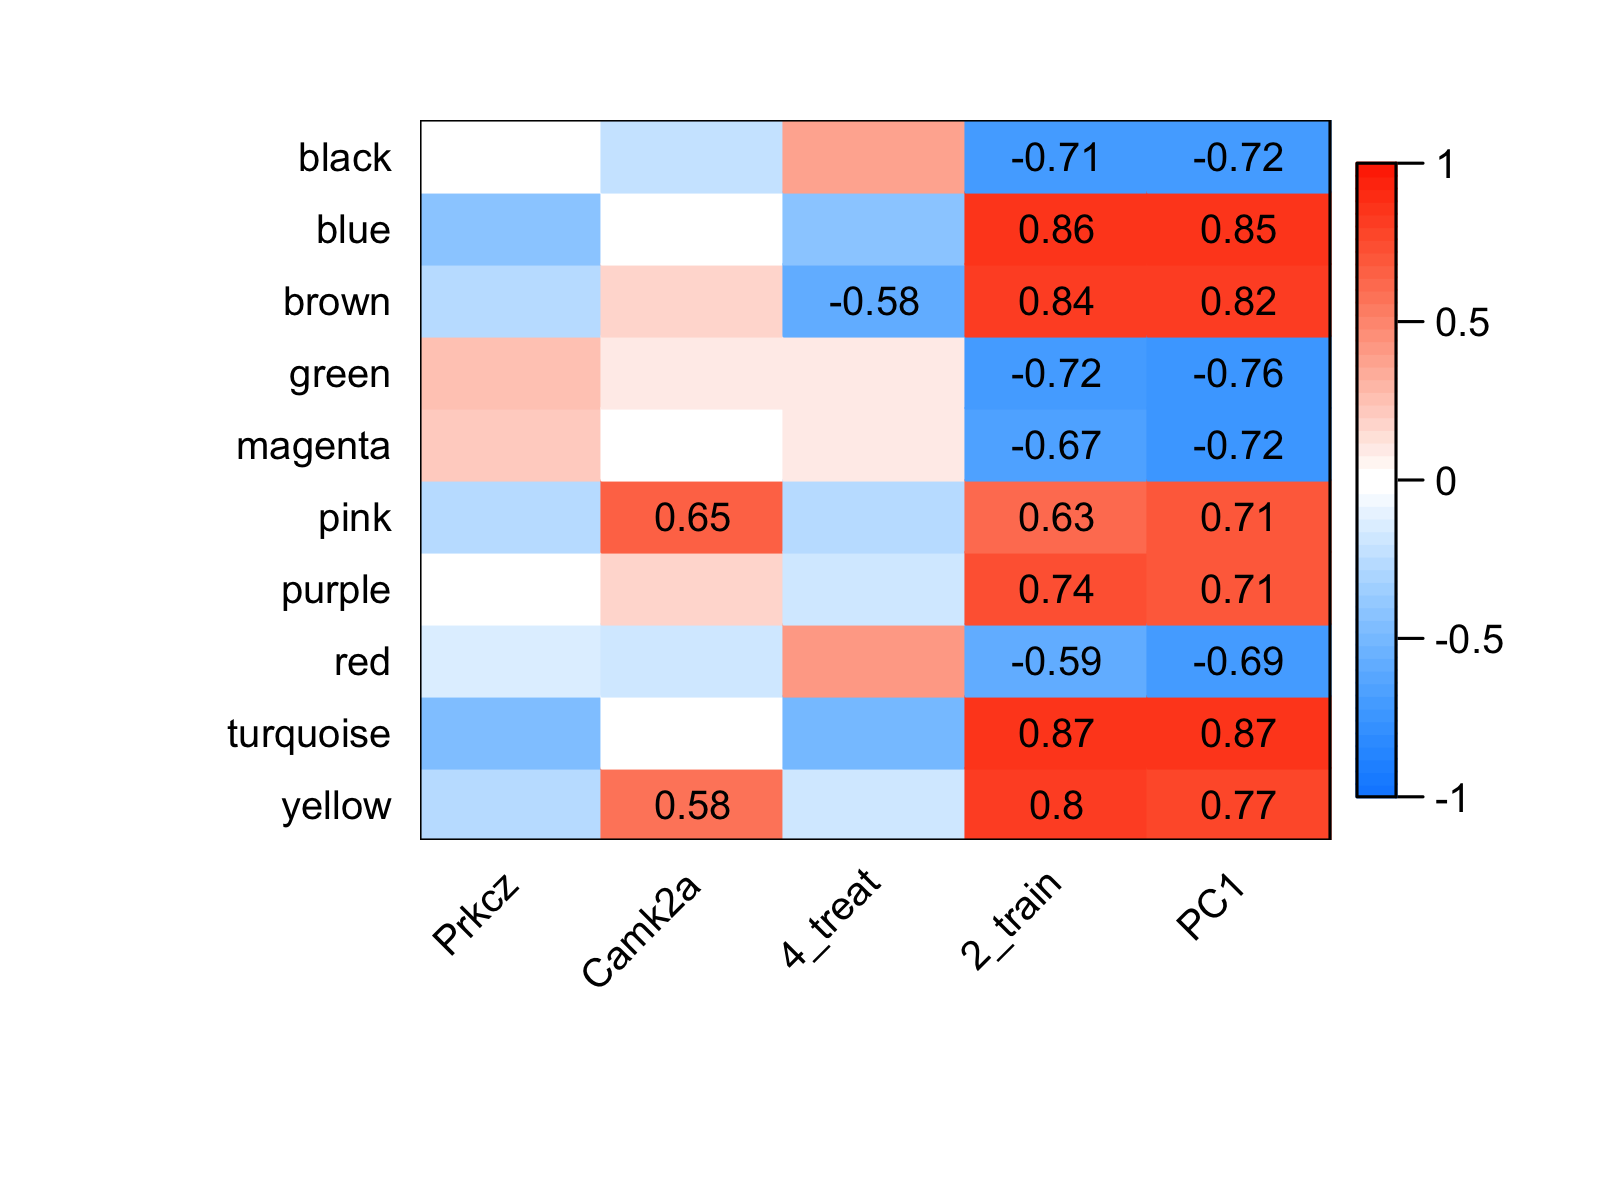 black -0.71 -0.72
blue 0.86 0.85
brown -0.58 0.84 0.82
green -0.72 -0.76
magenta -0.67 -0.72
pink 0.65 0.63 0.71
purple 0.74 0.71
red -0.59 -0.69
turquoise 0.87 0.87
yellow 0.58 0.8 0.77
Prkcz Camk2a 4_treat 2_train PC1
1
0.5
0
-0.5
-1